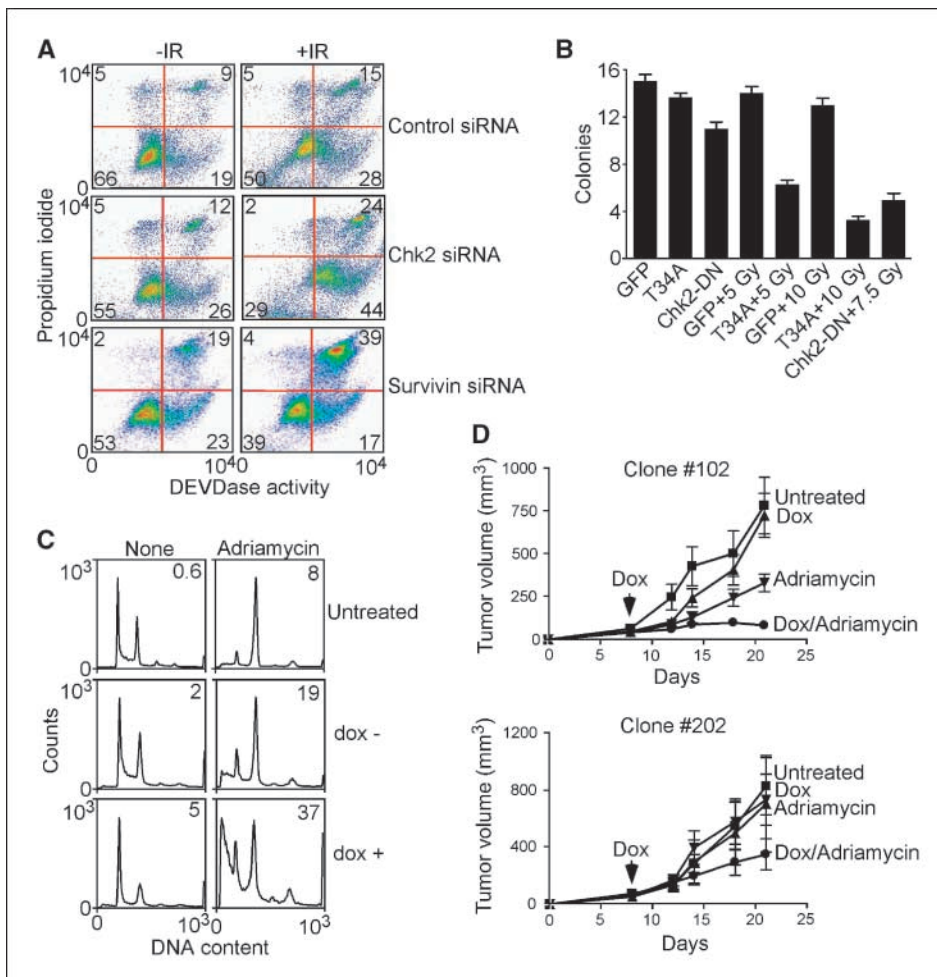 A
-IR
+IR
10⁴
5
9
5
15
Control siRNA
0
66
19
50
28
10⁴
5
12
2
24
Propidium iodide
Chk2 siRNA
0
55
26
29
44
10⁴
2
19
4
39
Survivin siRNA
0
53
23
39
17
0
10⁴
0
10⁴
DEVDase activity
B
16
12
8
4
0
Colonies
GFP
T34A
Chk2-DN
GFP+5 Gy
T34A+5 Gy
GFP+10 Gy
T34A+10 Gy
Chk2-DN+7.5 Gy
C
None
Adriamycin
10³
0.6
8
Untreated
0
10³
2
19
dox -
Counts
0
10³
5
37
dox +
0
0
10³
0
10³
DNA content
D
Clone #102
1000
750
500
250
0
Tumor volume (mm³)
Dox
Untreated
Dox
Adriamycin
Dox/Adriamycin
0 5 10 15 20 25
Days
Clone #202
1200
800
400
0
Tumor volume (mm³)
Dox
Untreated
Dox
Adriamycin
Dox/Adriamycin
0 5 10 15 20 25
Days